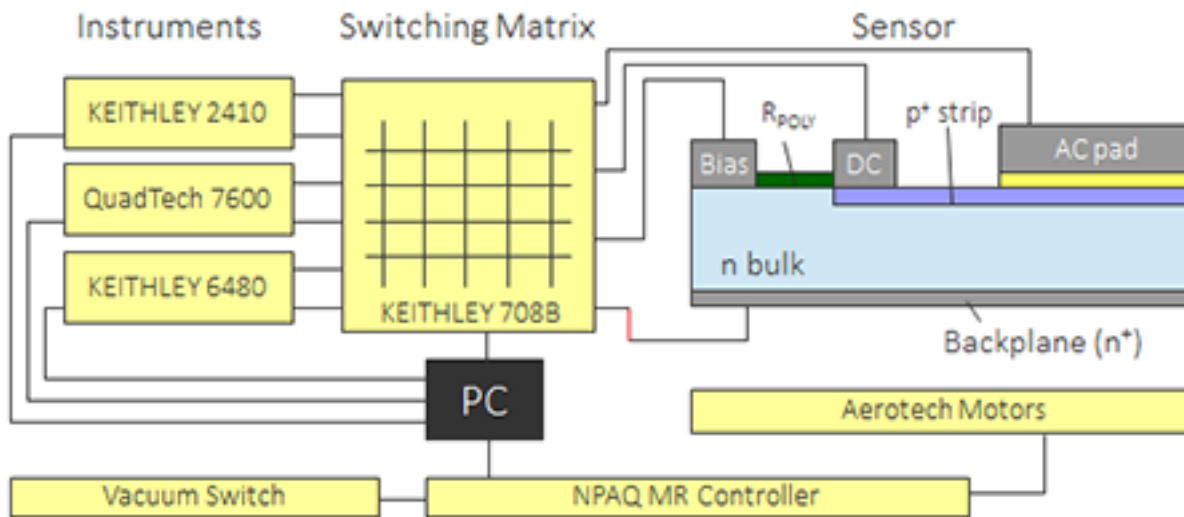 Instruments
Switching Matrix
Sensor
KEITHLEY 2410
QuadTech 7600
KEITHLEY 6480
KEITHLEY 708B
R_POLY
p⁺ strip
Bias
DC
AC pad
n bulk
Backplane (n⁺)
PC
Aerotech Motors
Vacuum Switch
NPAQ MR Controller